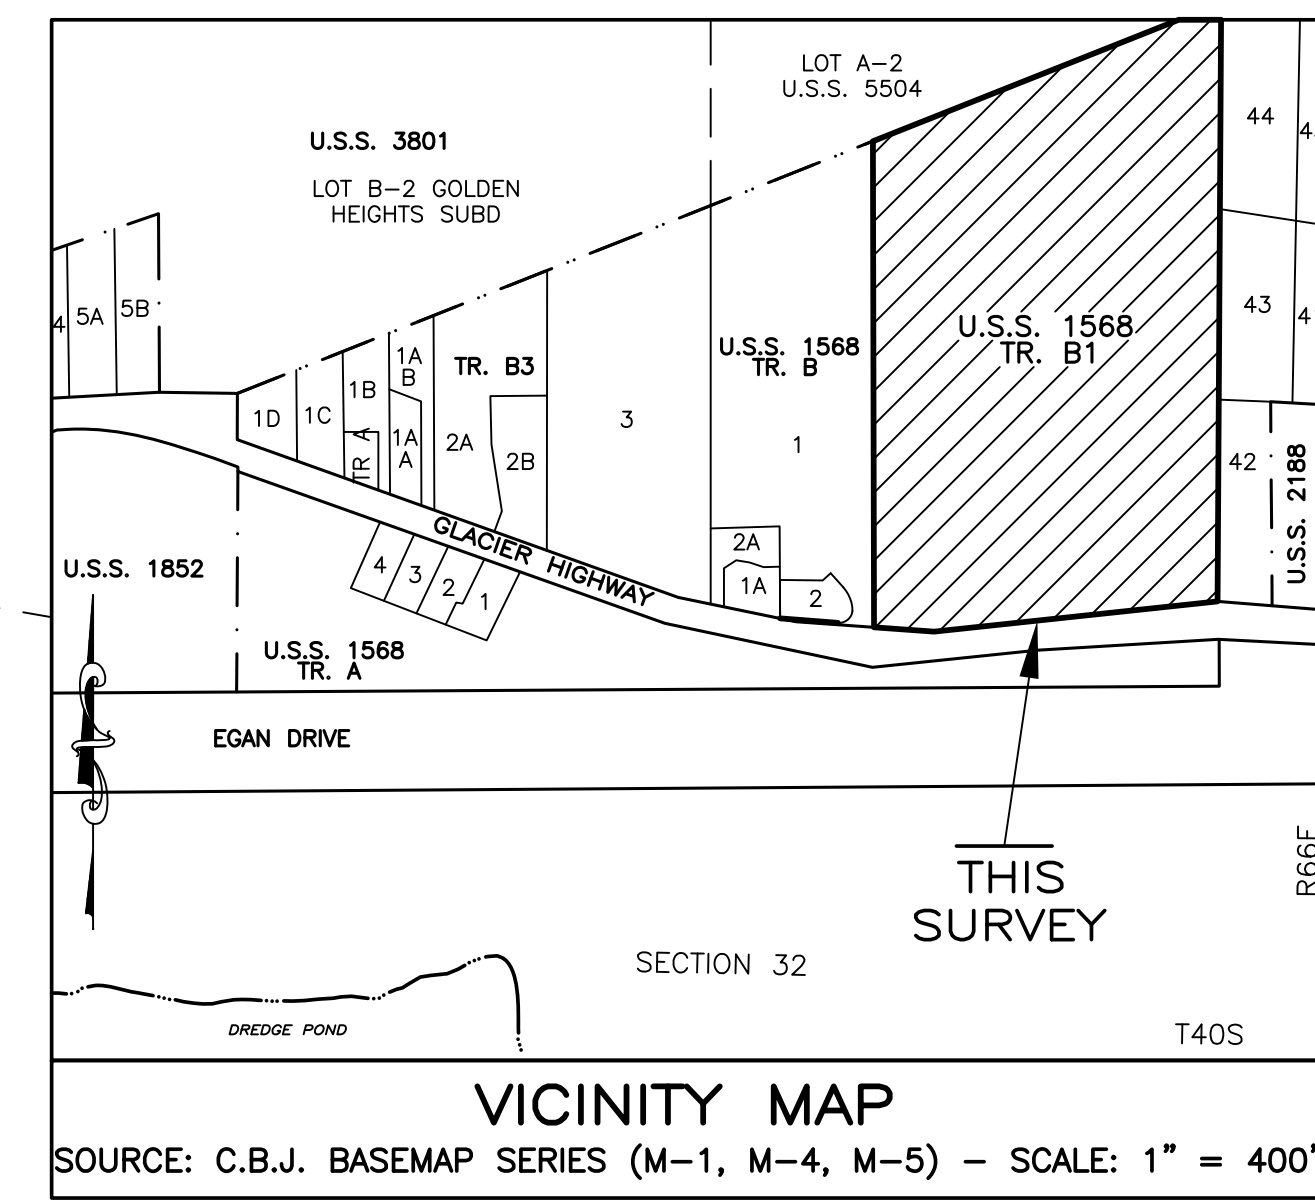 LOT A-2
U.S.S. 5504
U.S.S. 3801
LOT B-2 GOLDEN
HEIGHTS SUBD
44
43
42
4
5A
5B
1D
1C
1B
TR A
1A
B
1A
A
TR. B3
2A
2B
3
U.S.S. 1568
TR. B
1
2A
1A
2
U.S.S. 1568
TR. B1
U.S.S. 2188
GLACIER HIGHWAY
4
3
2
1
U.S.S. 1852
U.S.S. 1568
TR. A
EGAN DRIVE
THIS
SURVEY
R66E
SECTION 32
DREDGE POND
T40S
VICINITY MAP
SOURCE: C.B.J. BASEMAP SERIES (M-1, M-4, M-5) - SCALE: 1" = 400'